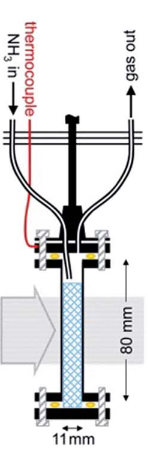 thermocouple
NH3 in
gas out
80 mm
11mm